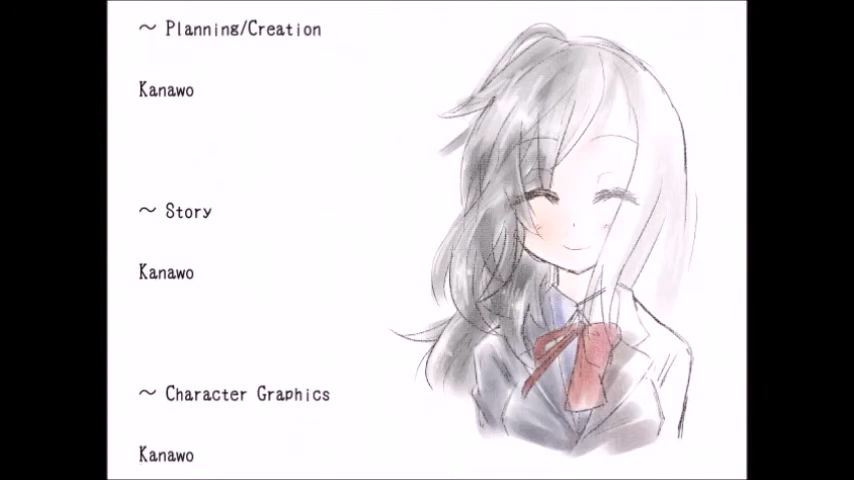 ～ Planning/Creation
Kanawo
～ Story
Kanawo
～ Character Graphics
Kanawo